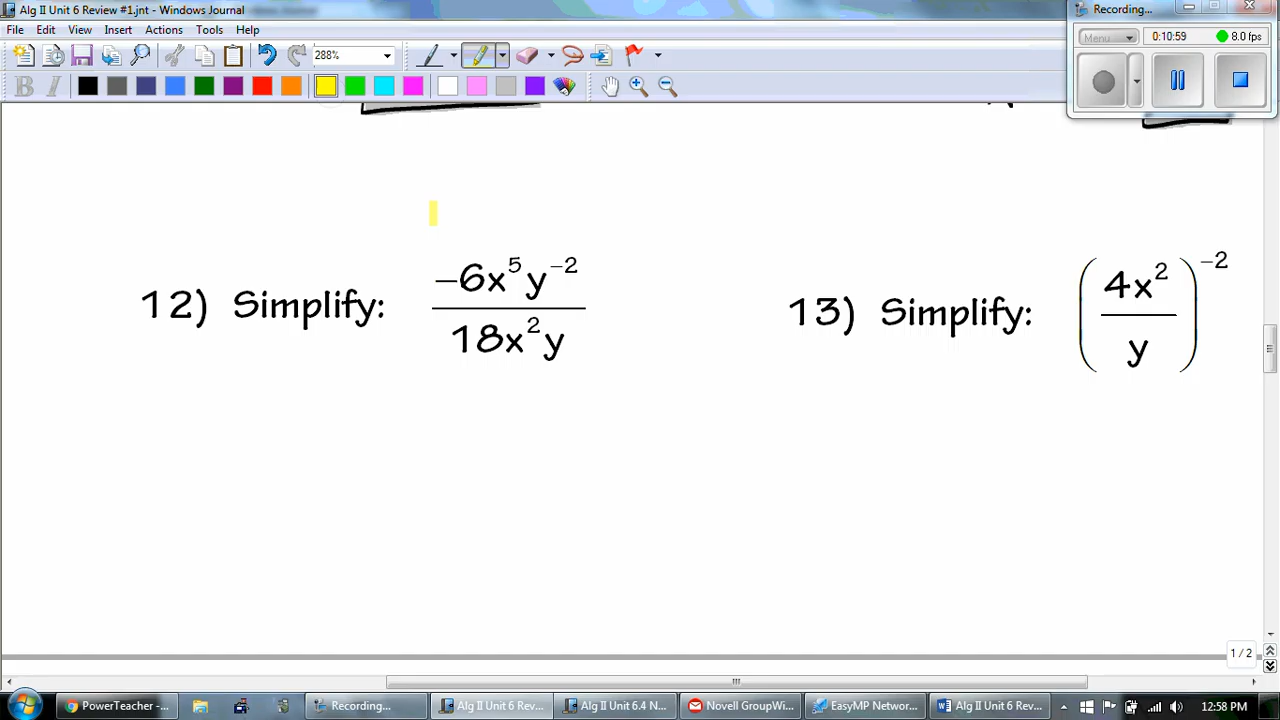 Alg II Unit 6 Review #1.jnt - Windows Journal
Recording...
File Edit View Insert Actions Tools Help
Menu
0:10:59
8.0 fps
288%
B I
12) Simplify: −6x⁵y⁻² / 18x²y
13) Simplify: (4x² / y)⁻²
1 / 2
PowerTeacher -...
Recording...
Alg II Unit 6 Rev...
Alg II Unit 6.4 N...
Novell GroupWi...
EasyMP Networ...
Alg II Unit 6 Rev...
12:58 PM